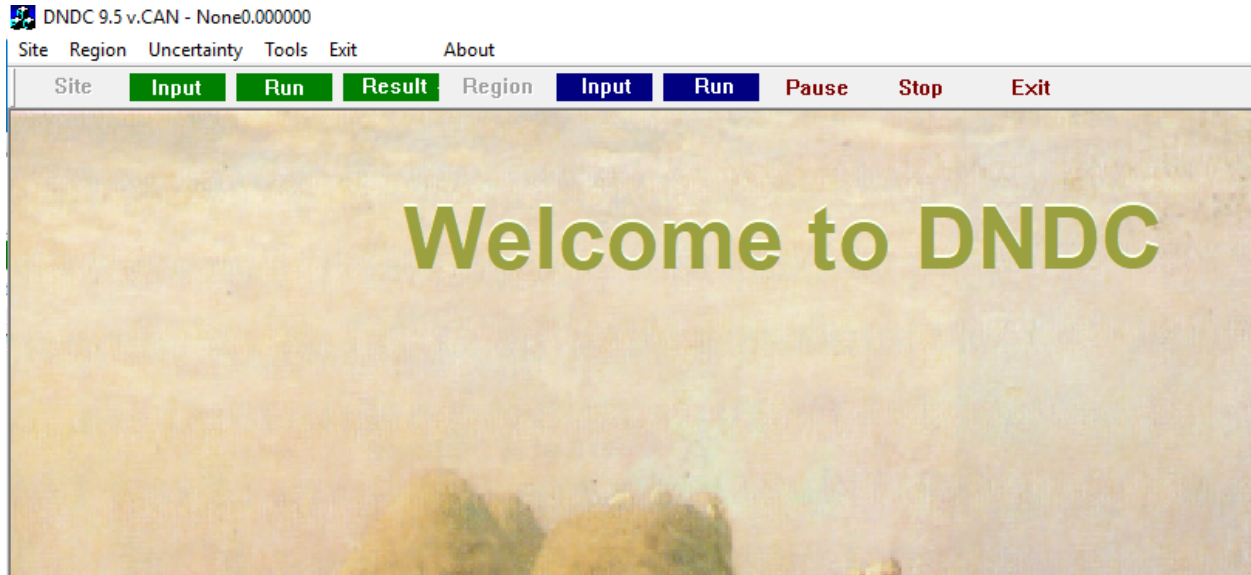 DNDC 9.5 v.CAN - None0.000000
Site Region Uncertainty Tools Exit About
Site Input Run Result Region Input Run Pause Stop Exit
Welcome to DNDC